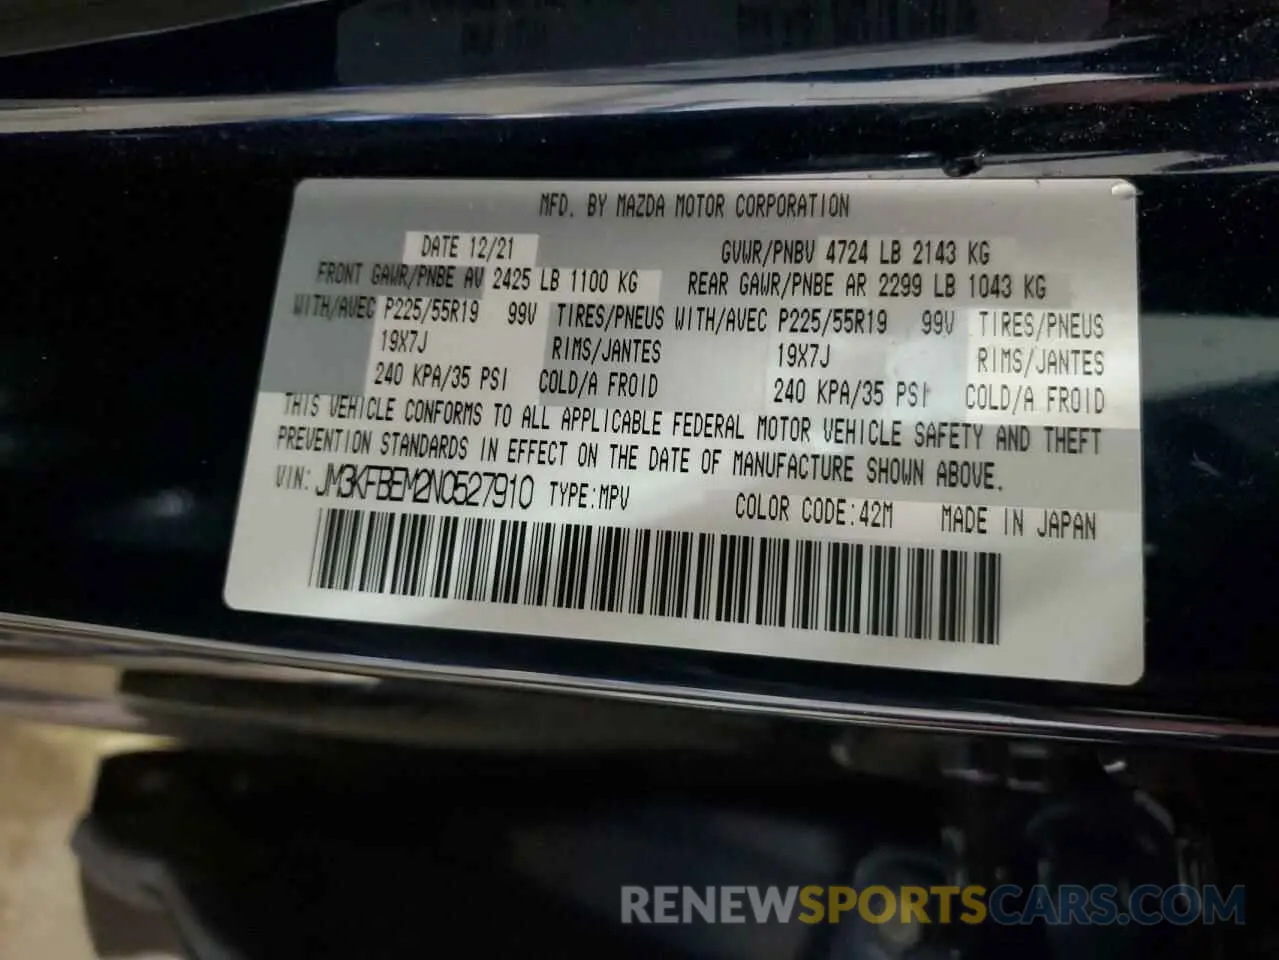 MFD. BY MAZDA MOTOR CORPORATION
DATE 12/21 GVWR/PNBV 4724 LB 2143 KG
FRONT GAWR/PNBE AV 2425 LB 1100 KG REAR GAWR/PNBE AR 2299 LB 1043 KG
WITH/AVEC P225/55R19 99V TIRES/PNEUS WITH/AVEC P225/55R19 99V TIRES/PNEUS
19X7J RIMS/JANTES 19X7J RIMS/JANTES
240 KPA/35 PSI COLD/A FROID 240 KPA/35 PSI COLD/A FROID
THIS VEHICLE CONFORMS TO ALL APPLICABLE FEDERAL MOTOR VEHICLE SAFETY AND THEFT
PREVENTION STANDARDS IN EFFECT ON THE DATE OF MANUFACTURE SHOWN ABOVE.
VIN: JM3KFBEM2N0527910 TYPE:MPV COLOR CODE:42M MADE IN JAPAN
RENEWSPORTSCARS.COM